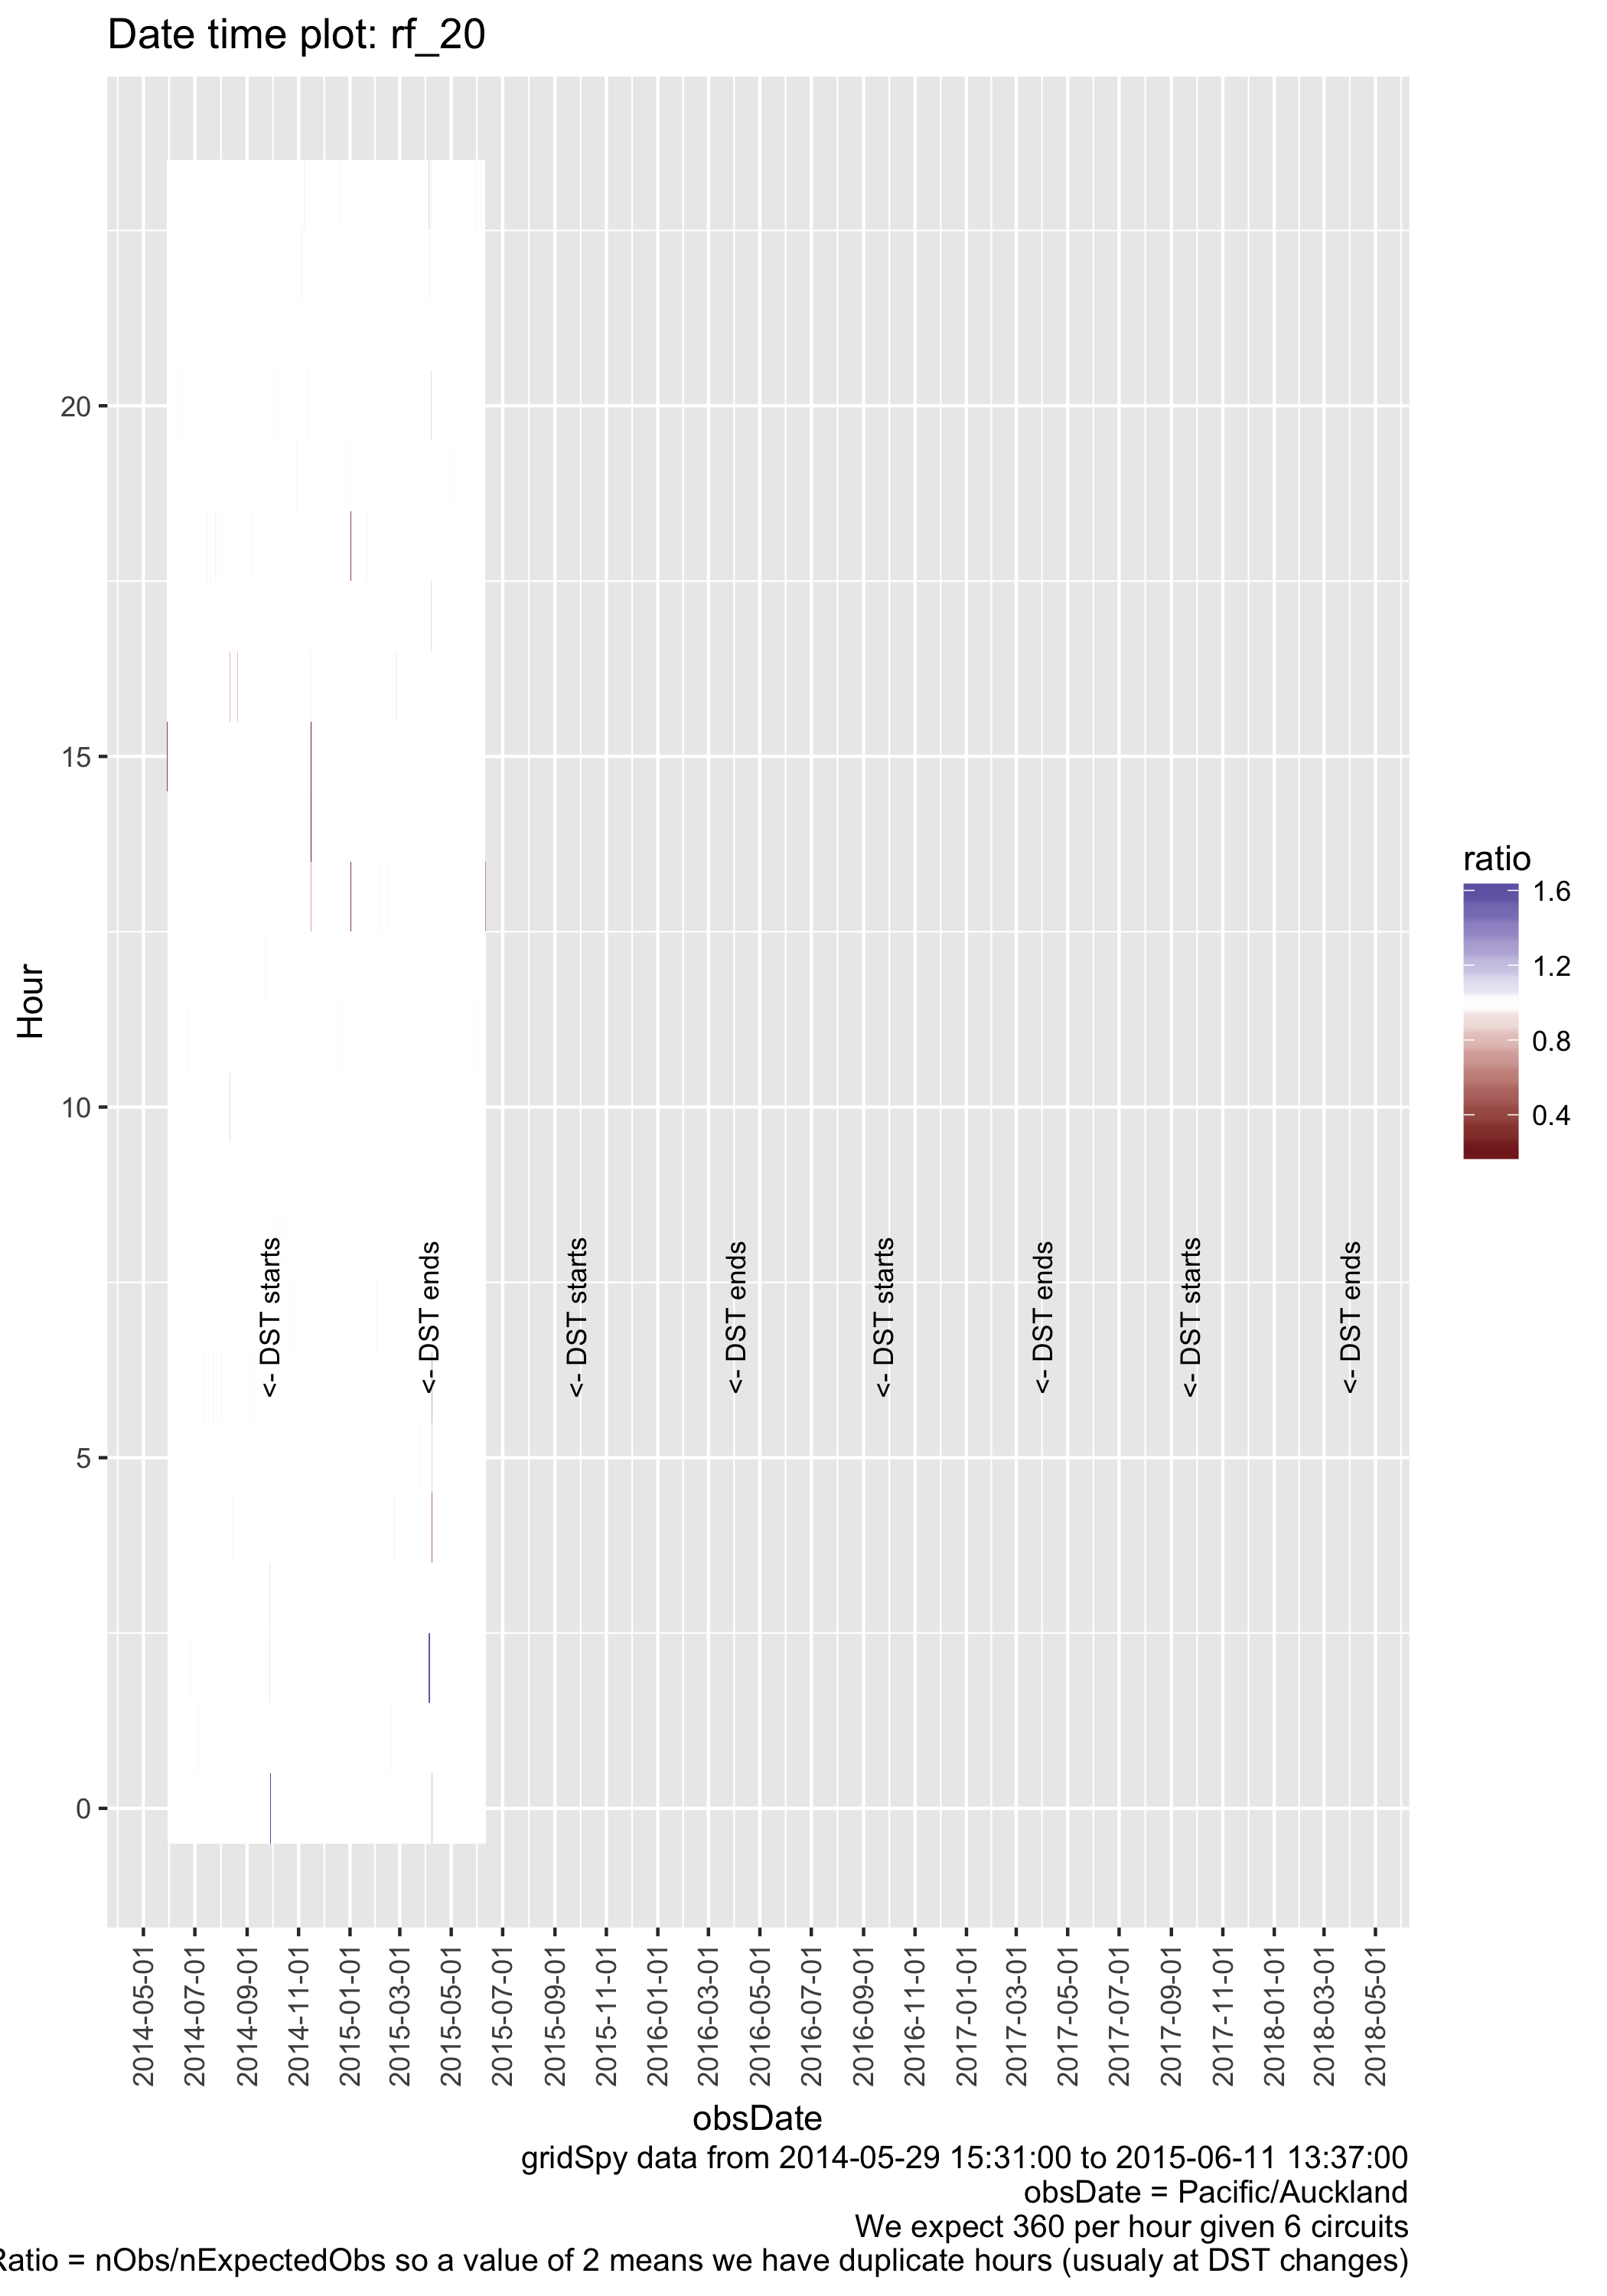 Date time plot: rf_20
20
15
10
5
0
Hour
<- DST starts
<- DST ends
<- DST starts
<- DST ends
<- DST starts
<- DST ends
<- DST starts
<- DST ends
ratio
1.6
1.2
0.8
0.4
2014-05-01
2014-07-01
2014-09-01
2014-11-01
2015-01-01
2015-03-01
2015-05-01
2015-07-01
2015-09-01
2015-11-01
2016-01-01
2016-03-01
2016-05-01
2016-07-01
2016-09-01
2016-11-01
2017-01-01
2017-03-01
2017-05-01
2017-07-01
2017-09-01
2017-11-01
2018-01-01
2018-03-01
2018-05-01
obsDate
gridSpy data from 2014-05-29 15:31:00 to 2015-06-11 13:37:00
obsDate = Pacific/Auckland
We expect 360 per hour given 6 circuits
Ratio = nObs/nExpectedObs so a value of 2 means we have duplicate hours (usualy at DST changes)